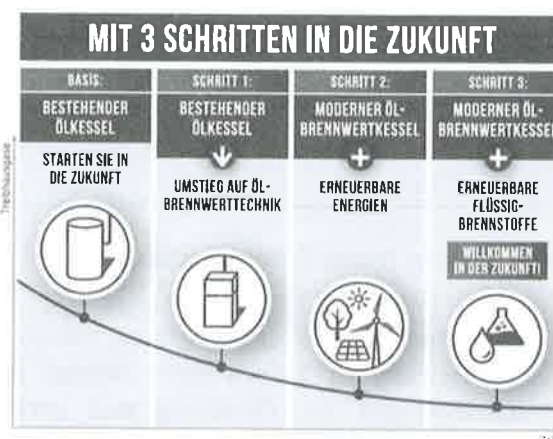 MIT 3 SCHRITTEN IN DIE ZUKUNFT
BASIS:
BESTEHENDER
ÖLKESSEL
STARTEN SIE IN
DIE ZUKUNFT
SCHRITT 1:
BESTEHENDER
ÖLKESSEL
UMSTIEG AUF ÖL-
BRENNWERTTECHNIK
SCHRITT 2:
MODERNER ÖL-
BRENNWERTKESSEL
+
ERNEUERBARE
ENERGIEN
SCHRITT 3:
MODERNER ÖL-
BRENNWERTKESSEL
+
ERNEUERBARE
FLÜSSIG-
BRENNSTOFFE
WILLKOMMEN
IN DER ZUKUNFT!
Treibhausgase